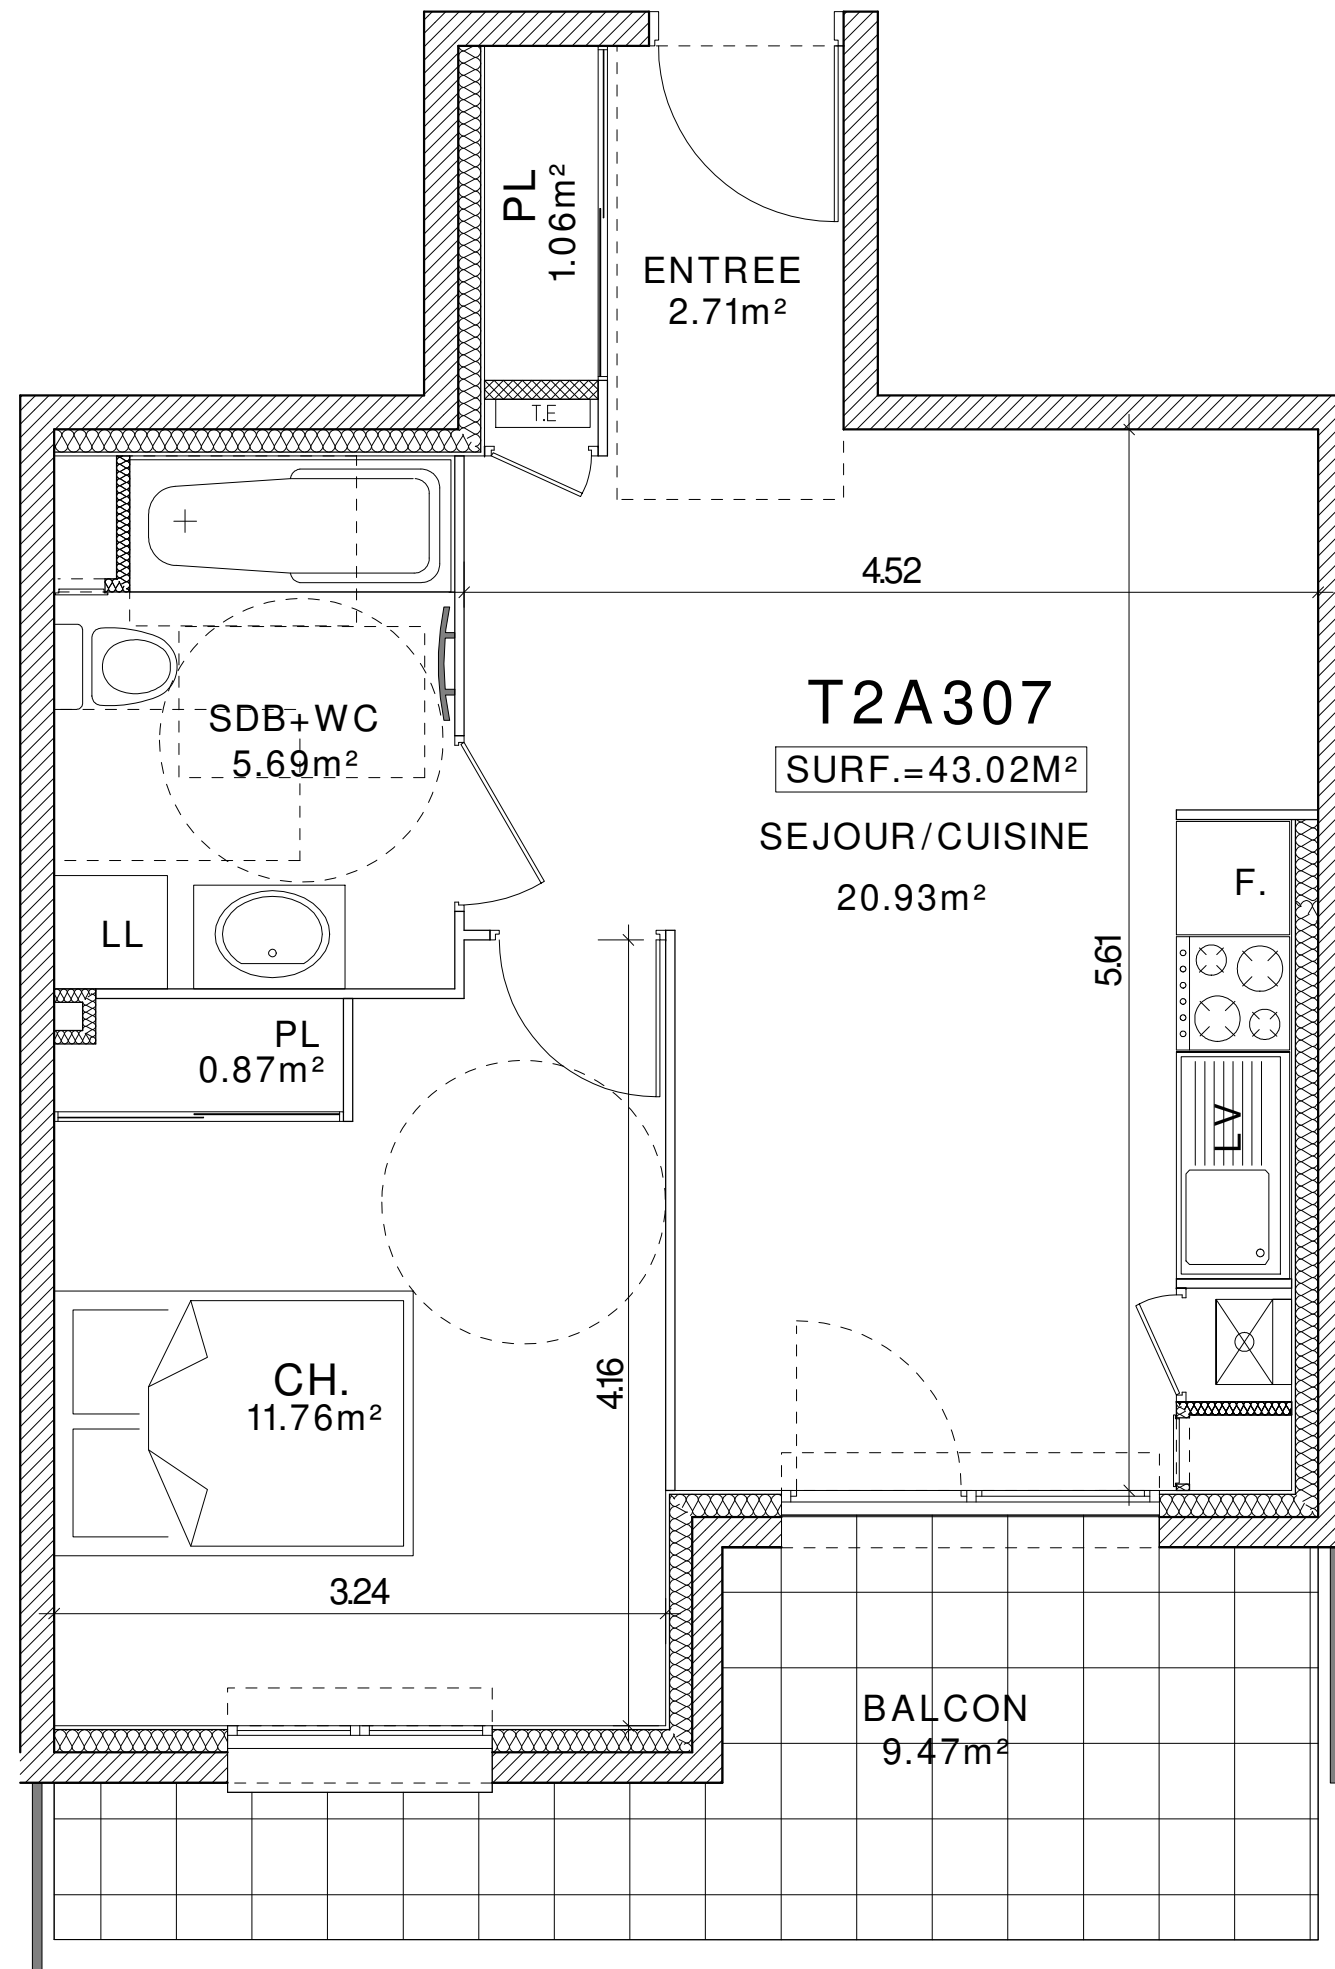 PL
1.06m²
ENTREE
2.71m²
T.E
4.52
T2A307
SURF.=43.02M²
SDB+WC
5.69m²
SEJOUR/CUISINE
20.93m²
F.
LL
5.61
PL
0.87m²
LV
CH.
11.76m²
4.16
3.24
BALCON
9.47m²